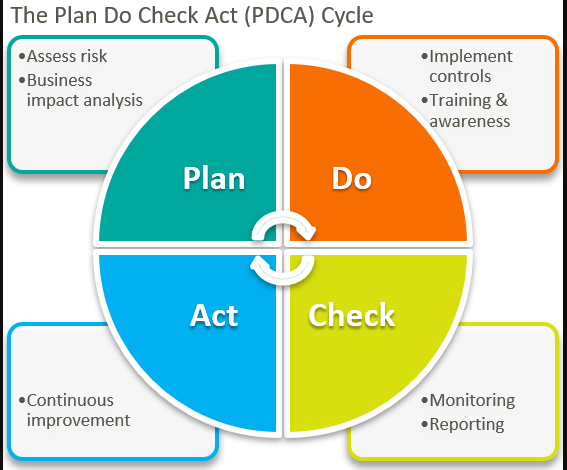 The Plan Do Check Act (PDCA) Cycle
•Assess risk
•Business
impact analysis
•Implement
controls
•Training &
awareness
Plan
Do
Act
Check
•Continuous
improvement
•Monitoring
•Reporting